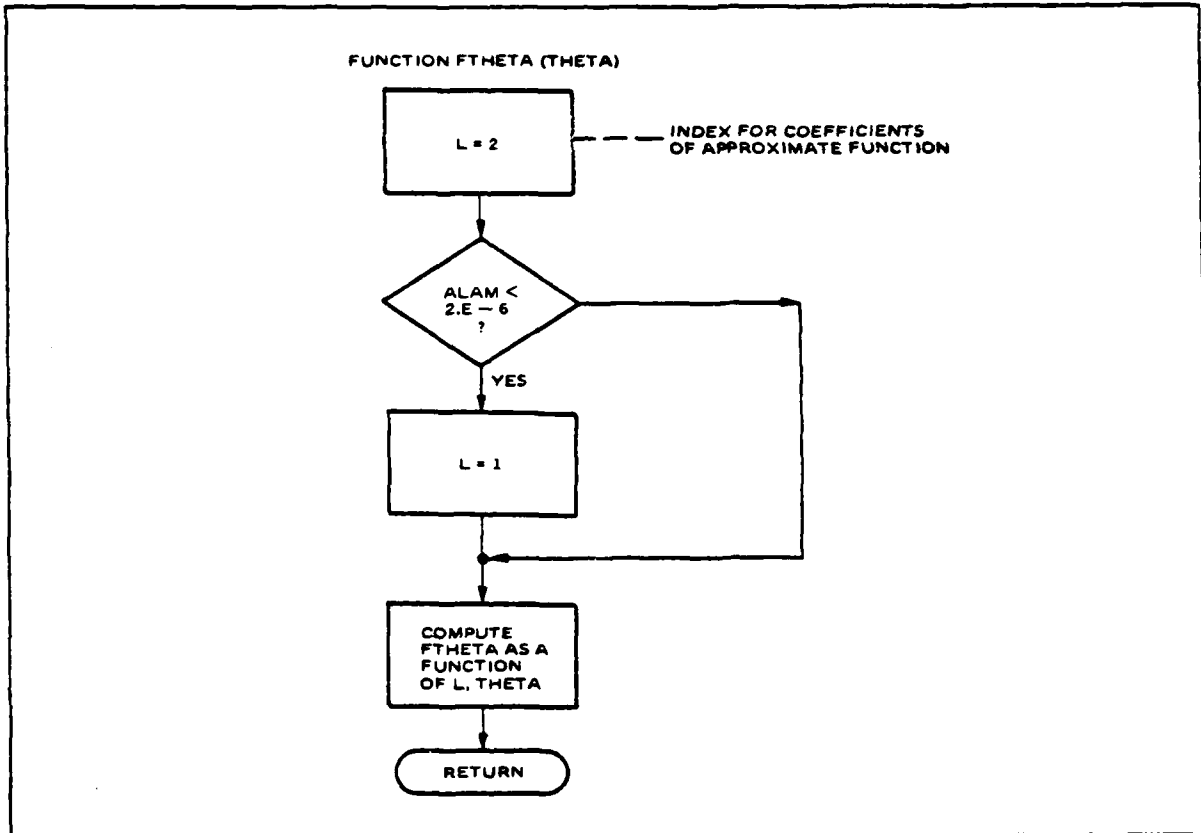 FUNCTION FTHETA (THETA)
L = 2
INDEX FOR COEFFICIENTS
OF APPROXIMATE FUNCTION
ALAM <
2.E — 6
?
YES
L = 1
COMPUTE
FTHETA AS A
FUNCTION
OF L, THETA
RETURN